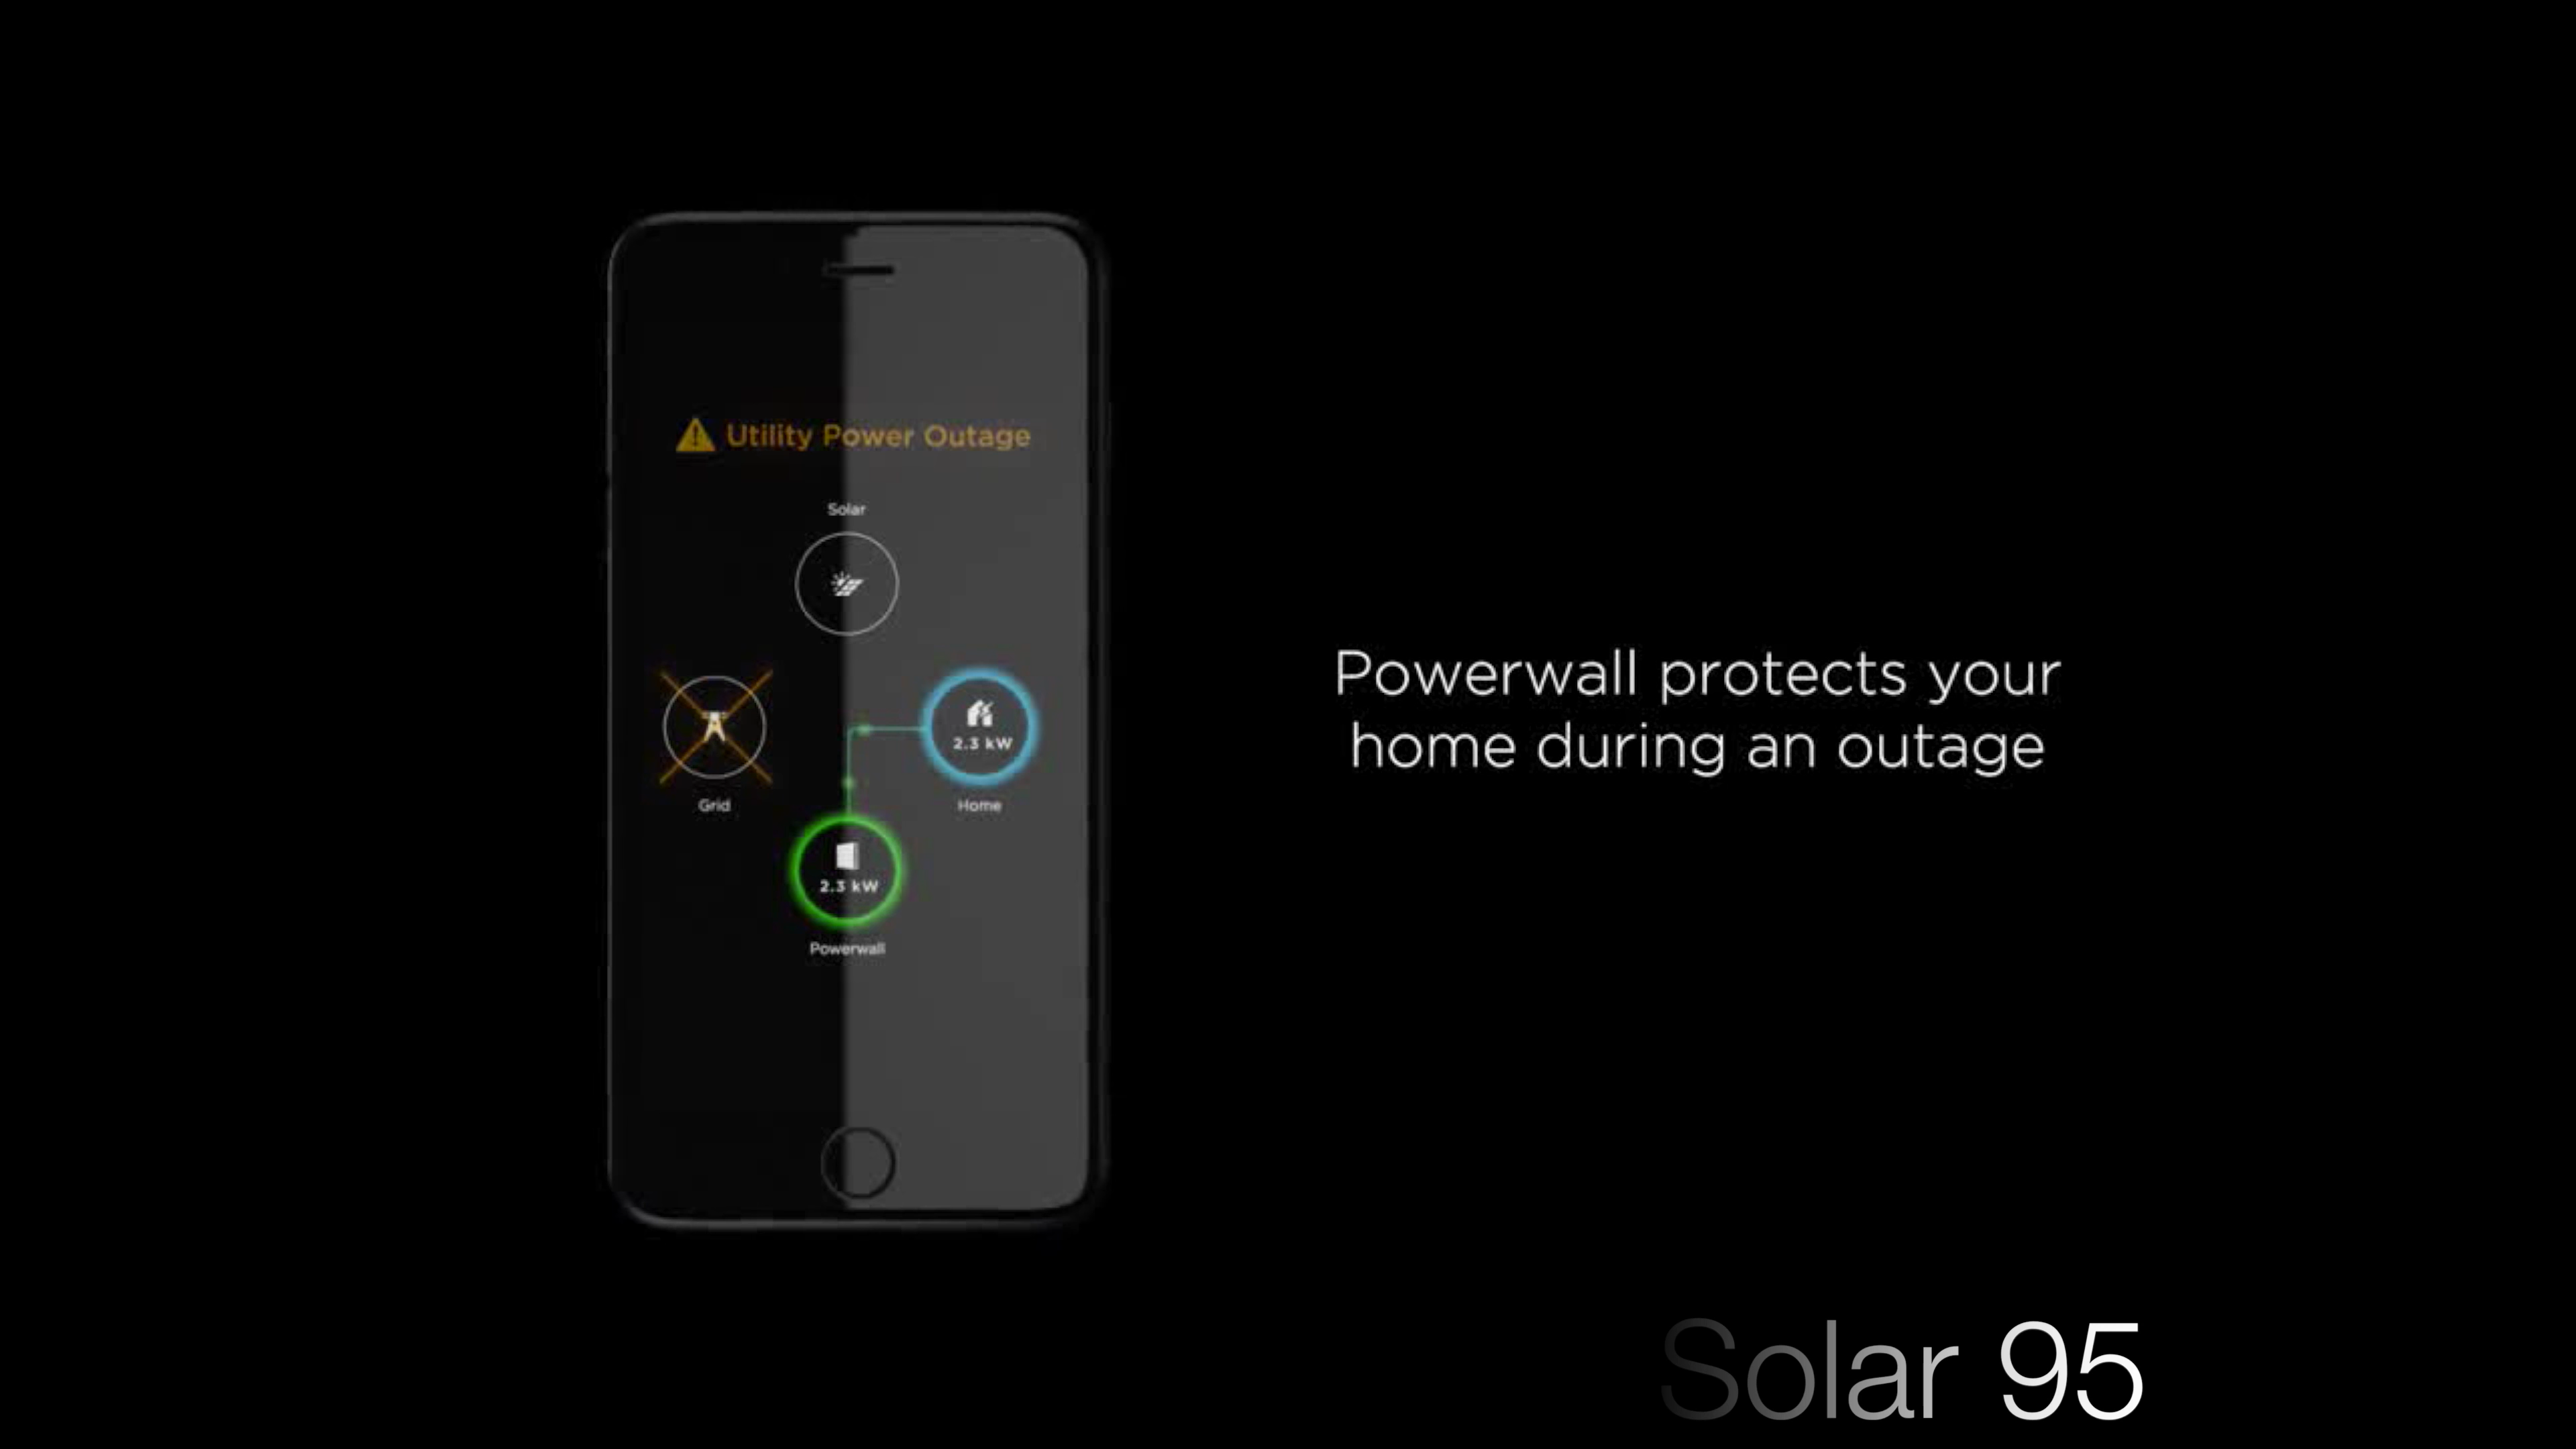 Utility Power Outage
Solar
2.3 kW
Grid
Home
2.3 kW
Powerwall
Powerwall protects your
home during an outage
Solar 95